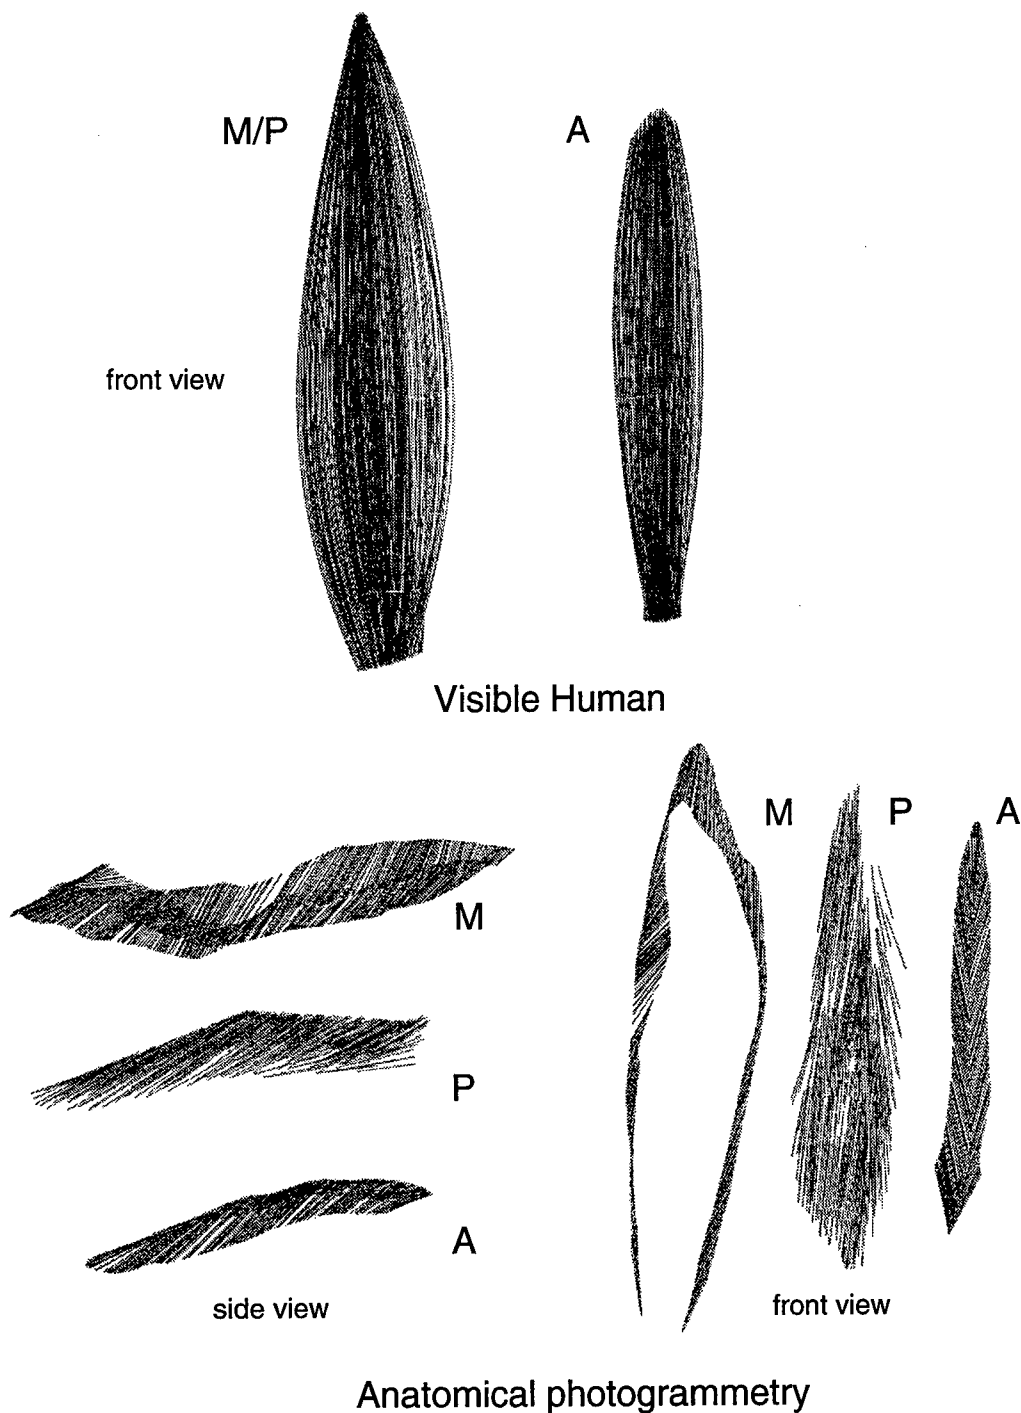 M/P
A
front view
Visible Human
M
P
A
M
P
A
side view
front view
Anatomical photogrammetry